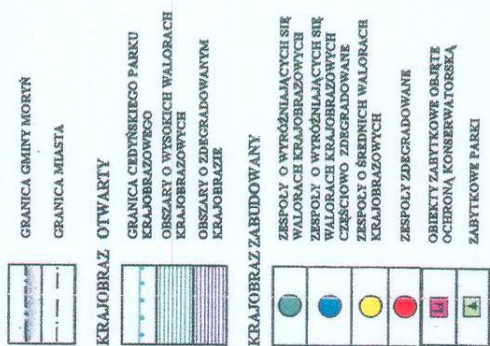 GRANICA GMINY MORYŃ
GRANICA MIASTA
KRAJOBRAZ OTWARTY
GRANICA CEDYŃSKIEGO PARKU
KRAJOBRAZOWEGO
OBSZARY O WYSOKICH WALORACH
KRAJOBRAZOWYCH
OBSZARY O ZDEGRADOWANYM
KRAJOBRAZIE
KRAJOBRAZ ZABUDOWANY
ZESPOŁY O WYRÓŻNIAJĄCYCH SIĘ
WALORACH KRAJOBRAZOWYCH
ZESPOŁY O WYRÓŻNIAJĄCYCH SIĘ
WALORACH KRAJOBRAZOWYCH
CZĘŚCIOWO ZDEGRADOWANE
ZESPOŁY O ŚREDNICH WALORACH
KRAJOBRAZOWYCH
ZESPOŁY ZDEGRADOWANE
OBIEKTY ZABYTKOWE OBJĘTE
OCHRONĄ KONSERWATORSKĄ
ZABYTKOWE PARKI